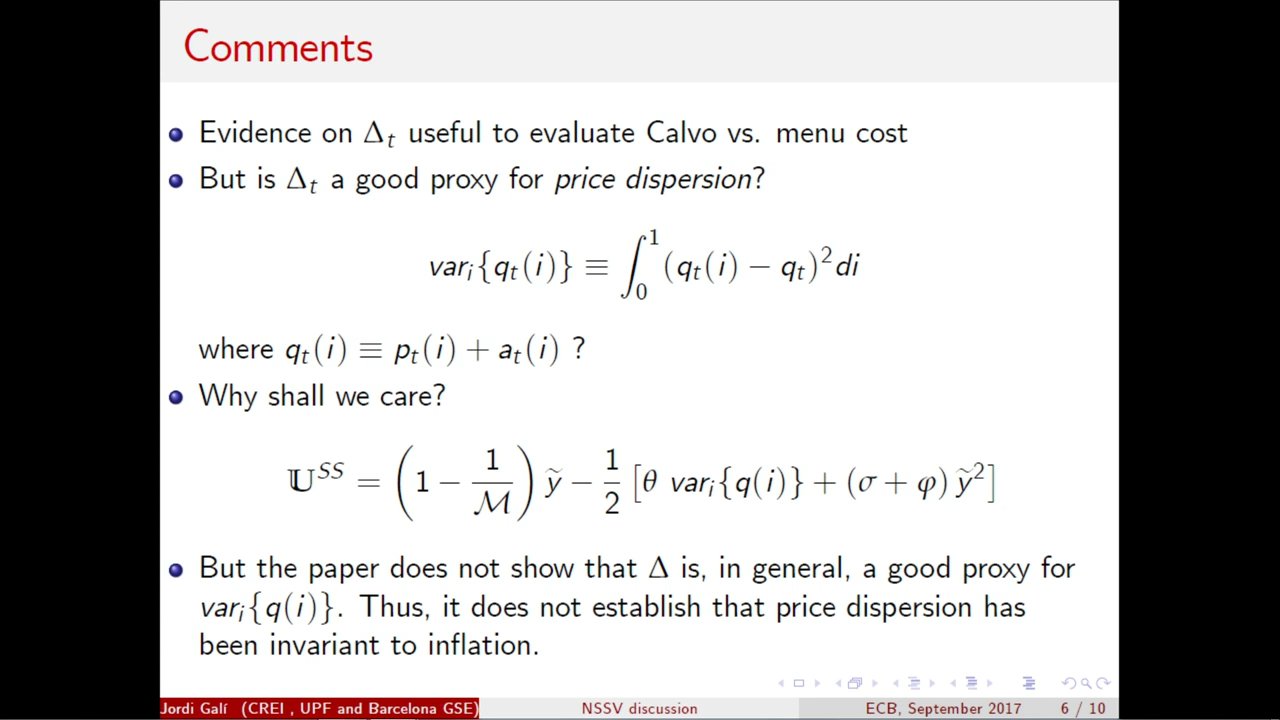 Comments
Evidence on Δt useful to evaluate Calvo vs. menu cost
But is Δt a good proxy for price dispersion?
vari{qt(i)} ≡ ∫₀¹ (qt(i) − qt)²di
where qt(i) ≡ pt(i) + at(i) ?
Why shall we care?
𝕌^SS = (1 − 1/ℳ) ỹ − 1/2 [θ vari{q(i)} + (σ + φ) ỹ²]
But the paper does not show that Δ is, in general, a good proxy for
vari{q(i)}. Thus, it does not establish that price dispersion has
been invariant to inflation.
Jordi Galí (CREI , UPF and Barcelona GSE) NSSV discussion ECB, September 2017 6 / 10